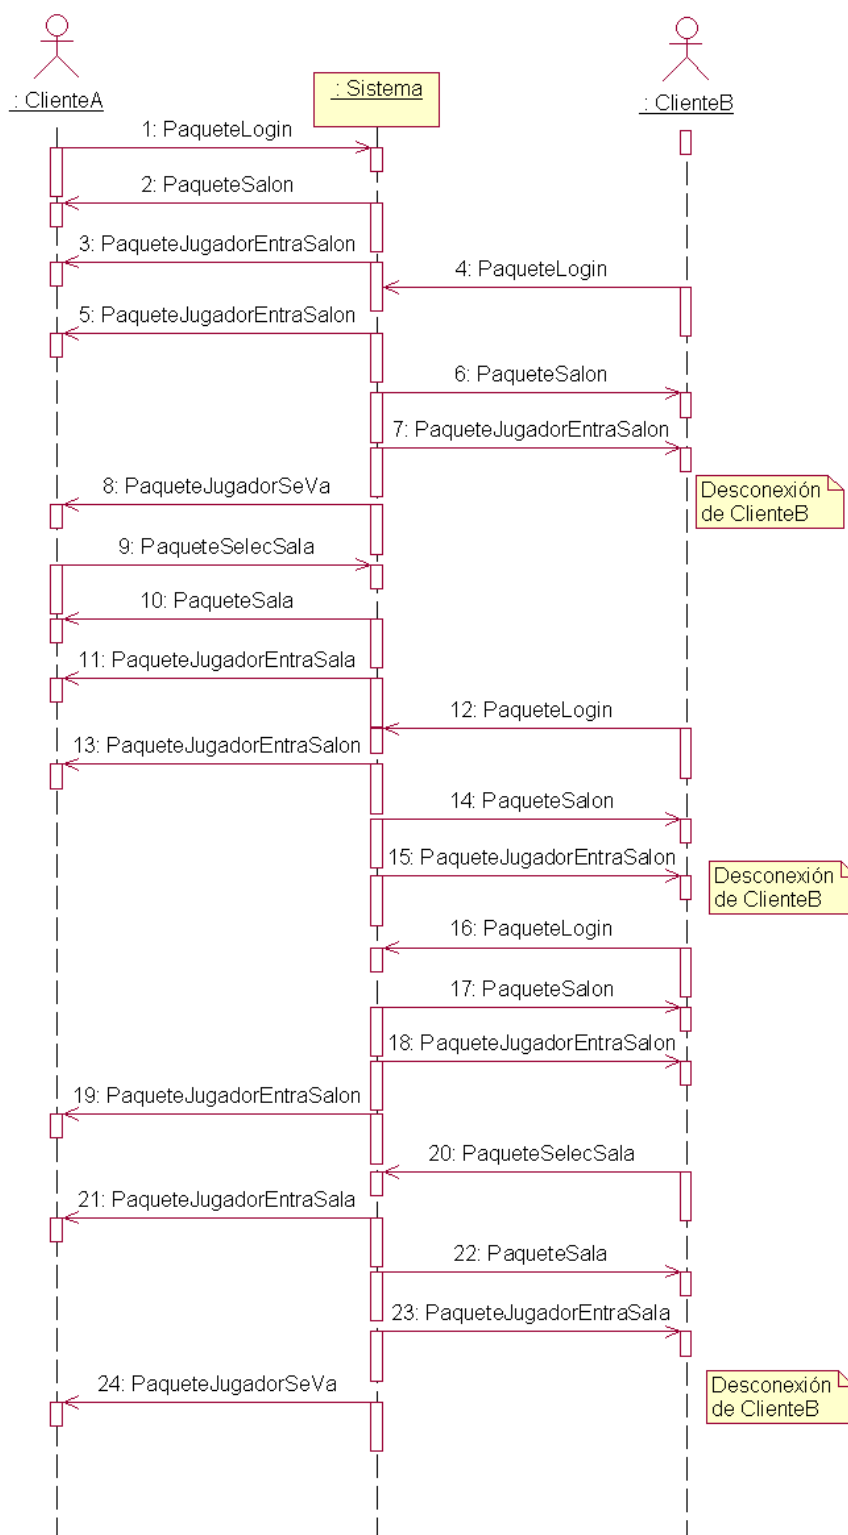 : ClienteA
: Sistema
: ClienteB
1: PaqueteLogin
2: PaqueteSalon
3: PaqueteJugadorEntraSalon
4: PaqueteLogin
5: PaqueteJugadorEntraSalon
6: PaqueteSalon
7: PaqueteJugadorEntraSalon
8: PaqueteJugadorSeVa
Desconexión
de ClienteB
9: PaqueteSelecSala
10: PaqueteSala
11: PaqueteJugadorEntraSala
12: PaqueteLogin
13: PaqueteJugadorEntraSalon
14: PaqueteSalon
15: PaqueteJugadorEntraSalon
Desconexión
de ClienteB
16: PaqueteLogin
17: PaqueteSalon
18: PaqueteJugadorEntraSalon
19: PaqueteJugadorEntraSalon
20: PaqueteSelecSala
21: PaqueteJugadorEntraSala
22: PaqueteSala
23: PaqueteJugadorEntraSala
24: PaqueteJugadorSeVa
Desconexión
de ClienteB